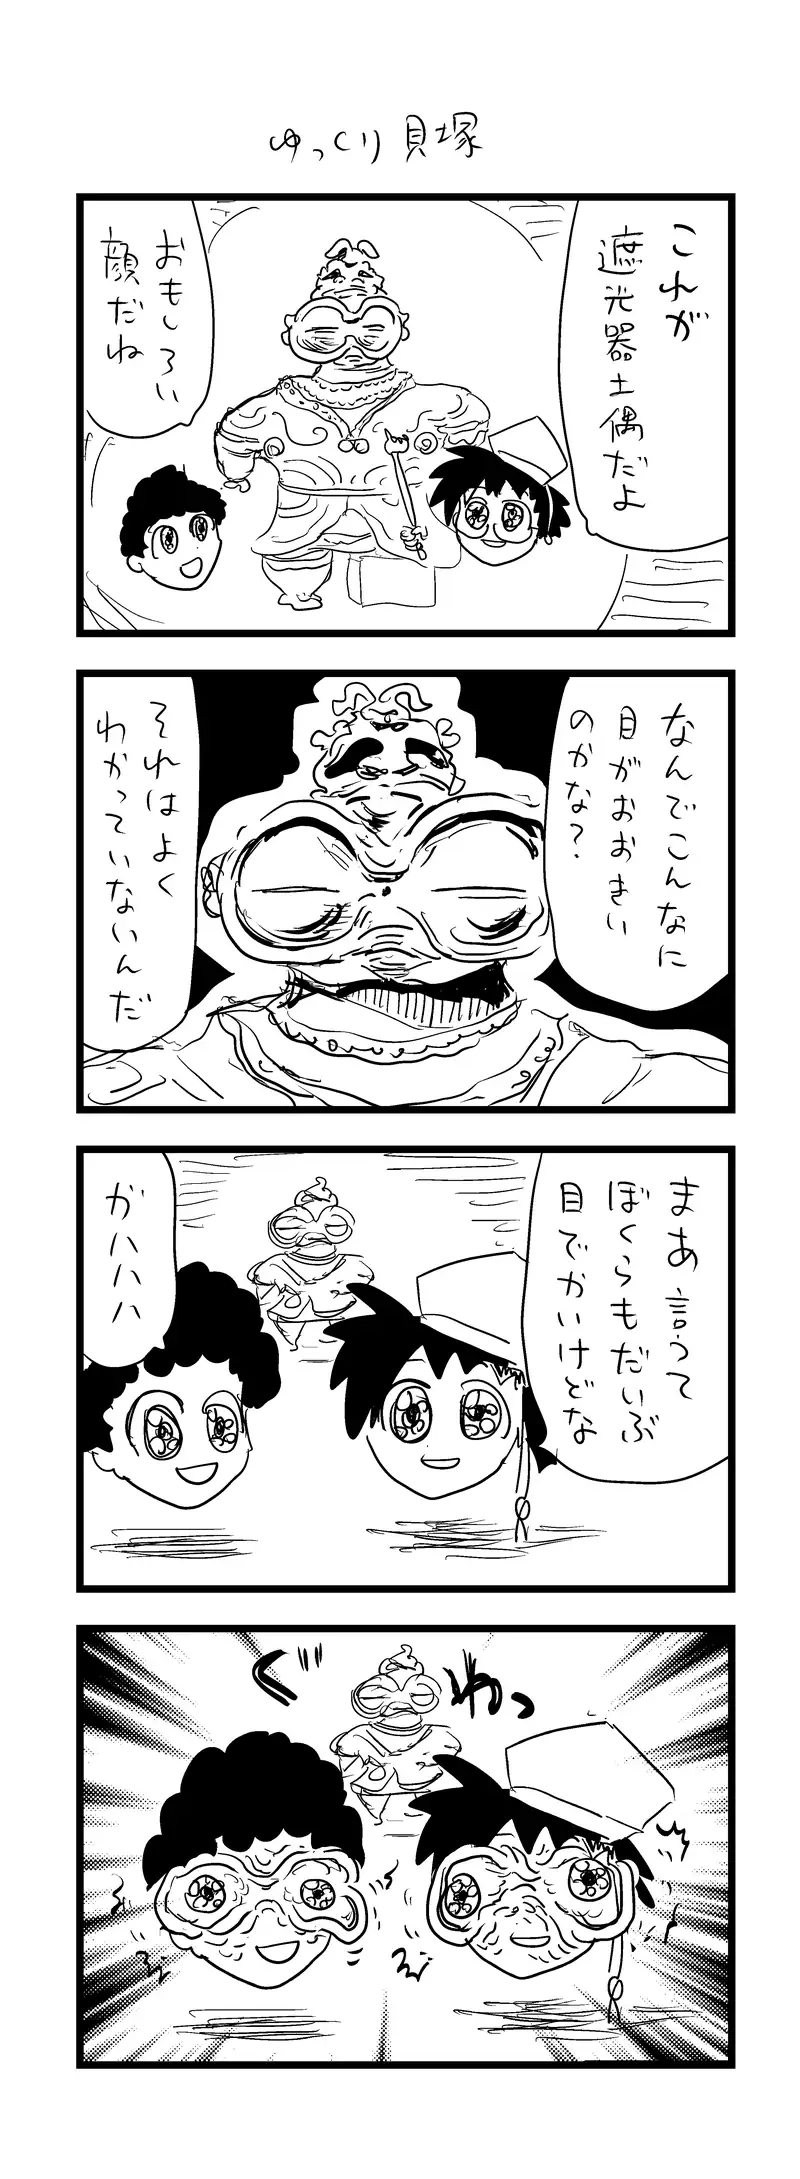 ゆっくり貝塚
これが
遮光器土偶だよ
おもしろい
顔だね
なんでこんなに
目がおおきい
のかな？
それはよく
わかっていないんだ
まあ言うて
ぼくらもだいぶ
目でかいけどな
ガハハハ
ぐ゛わっ